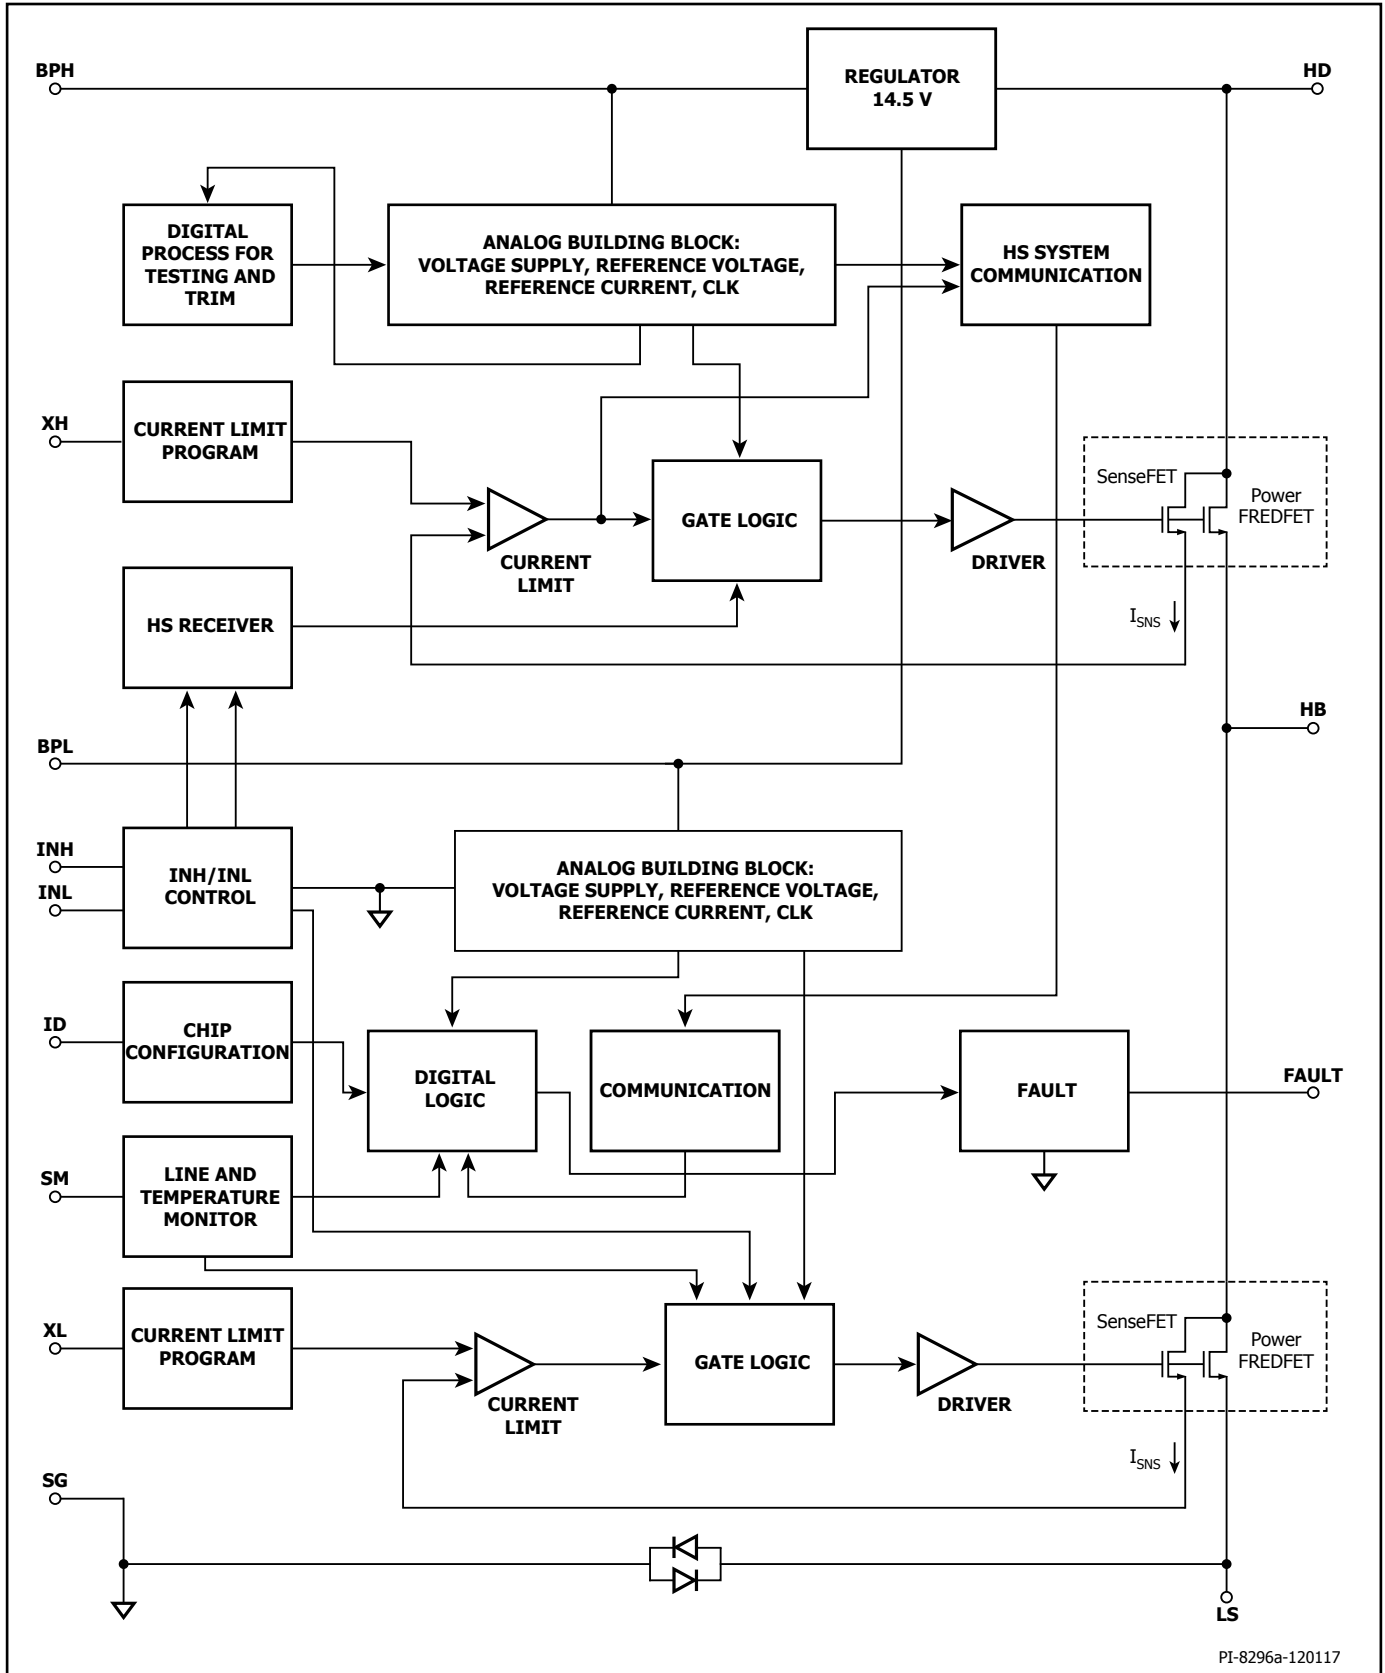 BPH
REGULATOR
14.5 V
HD
DIGITAL
PROCESS FOR
TESTING AND
TRIM
ANALOG BUILDING BLOCK:
VOLTAGE SUPPLY, REFERENCE VOLTAGE,
REFERENCE CURRENT, CLK
HS SYSTEM
COMMUNICATION
XH
CURRENT LIMIT
PROGRAM
CURRENT
LIMIT
GATE LOGIC
DRIVER
SenseFET
Power
FREDFET
ISNS
HS RECEIVER
HB
BPL
INH
INL
INH/INL
CONTROL
ANALOG BUILDING BLOCK:
VOLTAGE SUPPLY, REFERENCE VOLTAGE,
REFERENCE CURRENT, CLK
ID
CHIP
CONFIGURATION
DIGITAL
LOGIC
COMMUNICATION
FAULT
FAULT
SM
LINE AND
TEMPERATURE
MONITOR
XL
CURRENT LIMIT
PROGRAM
CURRENT
LIMIT
GATE LOGIC
DRIVER
SenseFET
Power
FREDFET
ISNS
SG
LS
PI-8296a-120117